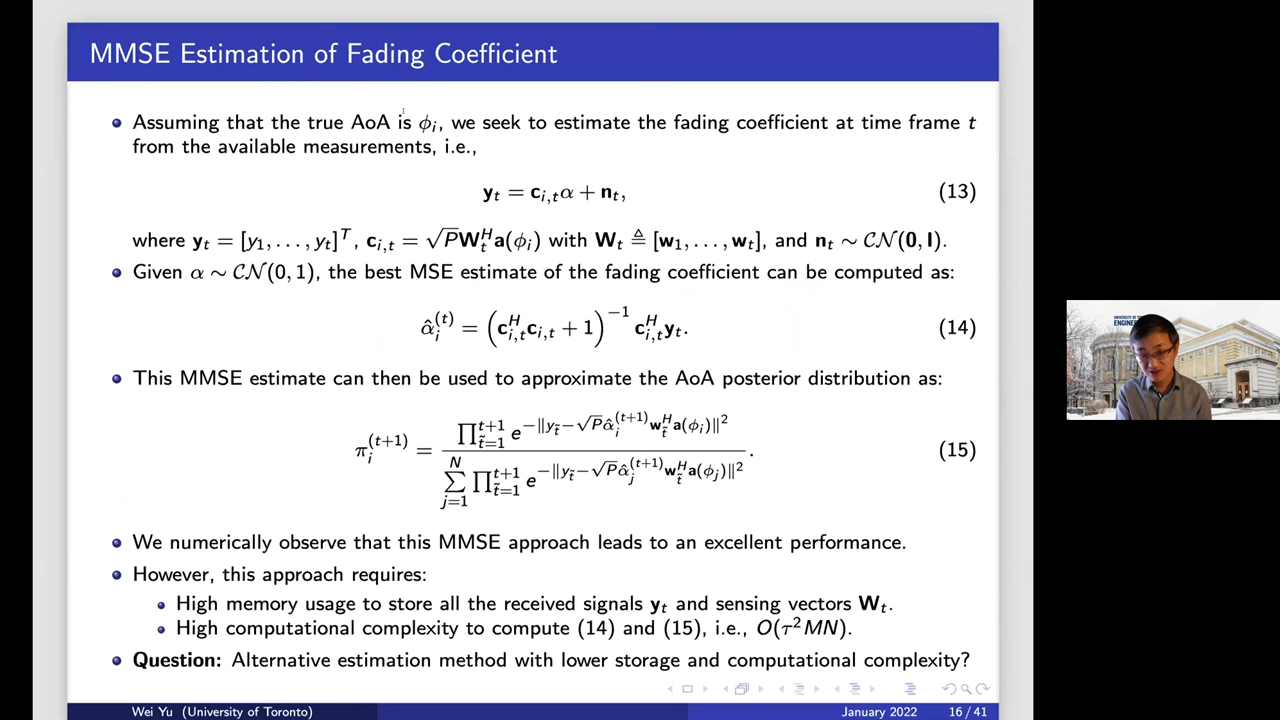 MMSE Estimation of Fading Coefficient
Assuming that the true AoA is ϕ_i, we seek to estimate the fading coefficient at time frame t
from the available measurements, i.e.,
y_t = c_{i,t}α + n_t, (13)
where y_t = [y_1, . . . , y_t]^T, c_{i,t} = √P W_t^H a(ϕ_i) with W_t ≜ [w_1, . . . , w_t], and n_t ∼ 𝒞𝒩(0, I).
Given α ∼ 𝒞𝒩(0, 1), the best MSE estimate of the fading coefficient can be computed as:
α̂_i^{(t)} = (c_{i,t}^H c_{i,t} + 1)^{−1} c_{i,t}^H y_t. (14)
This MMSE estimate can then be used to approximate the AoA posterior distribution as:
π_i^{(t+1)} = \frac{∏_{t̃=1}^{t+1} e^{−‖y_{t̃}−√P α̂_i^{(t+1)} w_{t̃}^H a(ϕ_i)‖^2}}{∑_{j=1}^{N} ∏_{t̃=1}^{t+1} e^{−‖y_{t̃}−√P α̂_j^{(t+1)} w_{t̃}^H a(ϕ_j)‖^2}}. (15)
We numerically observe that this MMSE approach leads to an excellent performance.
However, this approach requires:
High memory usage to store all the received signals y_t and sensing vectors W_t.
High computational complexity to compute (14) and (15), i.e., O(τ^2MN).
Question: Alternative estimation method with lower storage and computational complexity?
Wei Yu (University of Toronto) January 2022 16 / 41